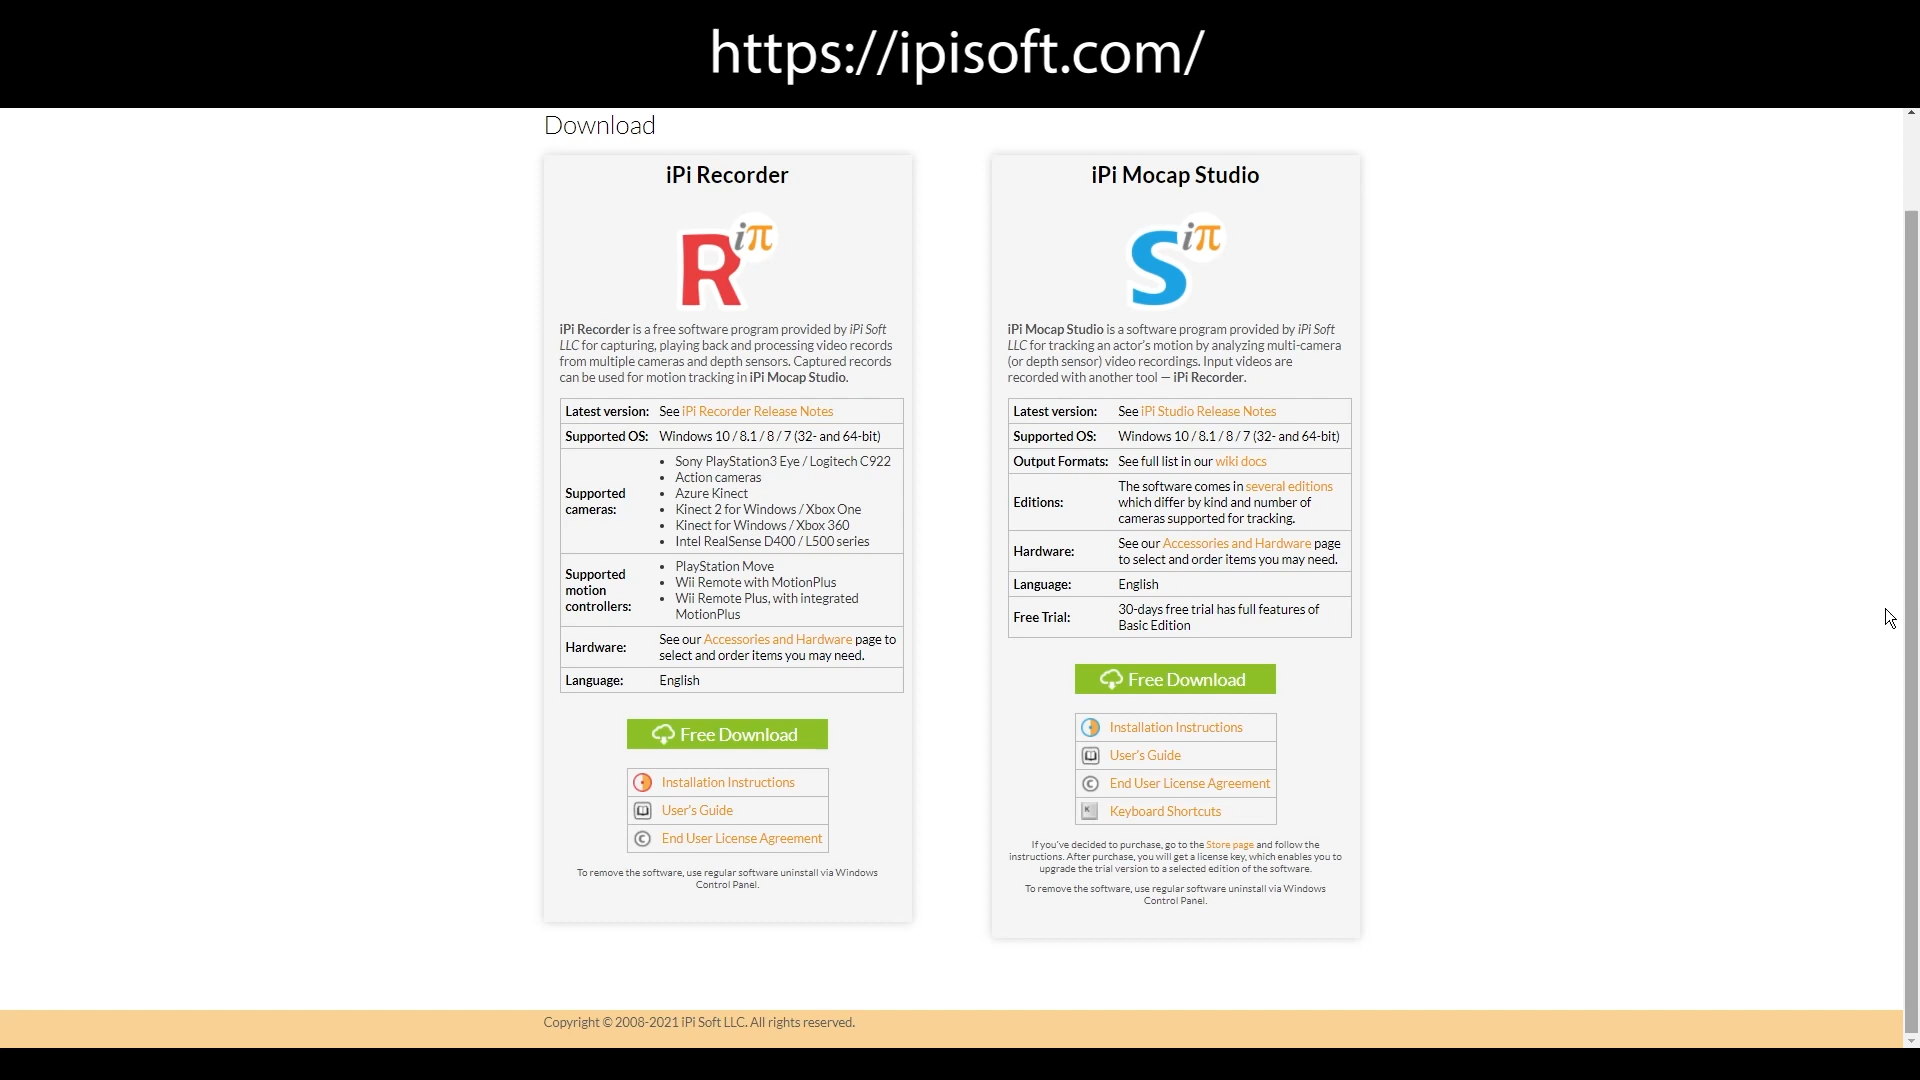 https://ipisoft.com/
Download
iPi Recorder
R iπ
iPi Recorder is a free software program provided by iPi Soft
LLC for capturing, playing back and processing video records
from multiple cameras and depth sensors. Captured records
can be used for motion tracking in iPi Mocap Studio.
Latest version: See iPi Recorder Release Notes
Supported OS: Windows 10 / 8.1 / 8 / 7 (32- and 64-bit)
Supported
cameras:
• Sony PlayStation3 Eye / Logitech C922
• Action cameras
• Azure Kinect
• Kinect 2 for Windows / Xbox One
• Kinect for Windows / Xbox 360
• Intel RealSense D400 / L500 series
Supported
motion
controllers:
• PlayStation Move
• Wii Remote with MotionPlus
• Wii Remote Plus, with integrated
MotionPlus
Hardware: See our Accessories and Hardware page to
select and order items you may need.
Language: English
Free Download
Installation Instructions
User's Guide
© End User License Agreement
To remove the software, use regular software uninstall via Windows
Control Panel.
iPi Mocap Studio
S iπ
iPi Mocap Studio is a software program provided by iPi Soft
LLC for tracking an actor's motion by analyzing multi-camera
(or depth sensor) video recordings. Input videos are
recorded with another tool — iPi Recorder.
Latest version: See iPi Studio Release Notes
Supported OS: Windows 10 / 8.1 / 8 / 7 (32- and 64-bit)
Output Formats: See full list in our wiki docs
Editions: The software comes in several editions
which differ by kind and number of
cameras supported for tracking.
Hardware: See our Accessories and Hardware page
to select and order items you may need.
Language: English
Free Trial: 30-days free trial has full features of
Basic Edition
Free Download
Installation Instructions
User's Guide
© End User License Agreement
K Keyboard Shortcuts
If you've decided to purchase, go to the Store page and follow the
instructions. After purchase, you will get a license key, which enables you to
upgrade the trial version to a selected edition of the software.
To remove the software, use regular software uninstall via Windows
Control Panel.
Copyright © 2008-2021 iPi Soft LLC. All rights reserved.